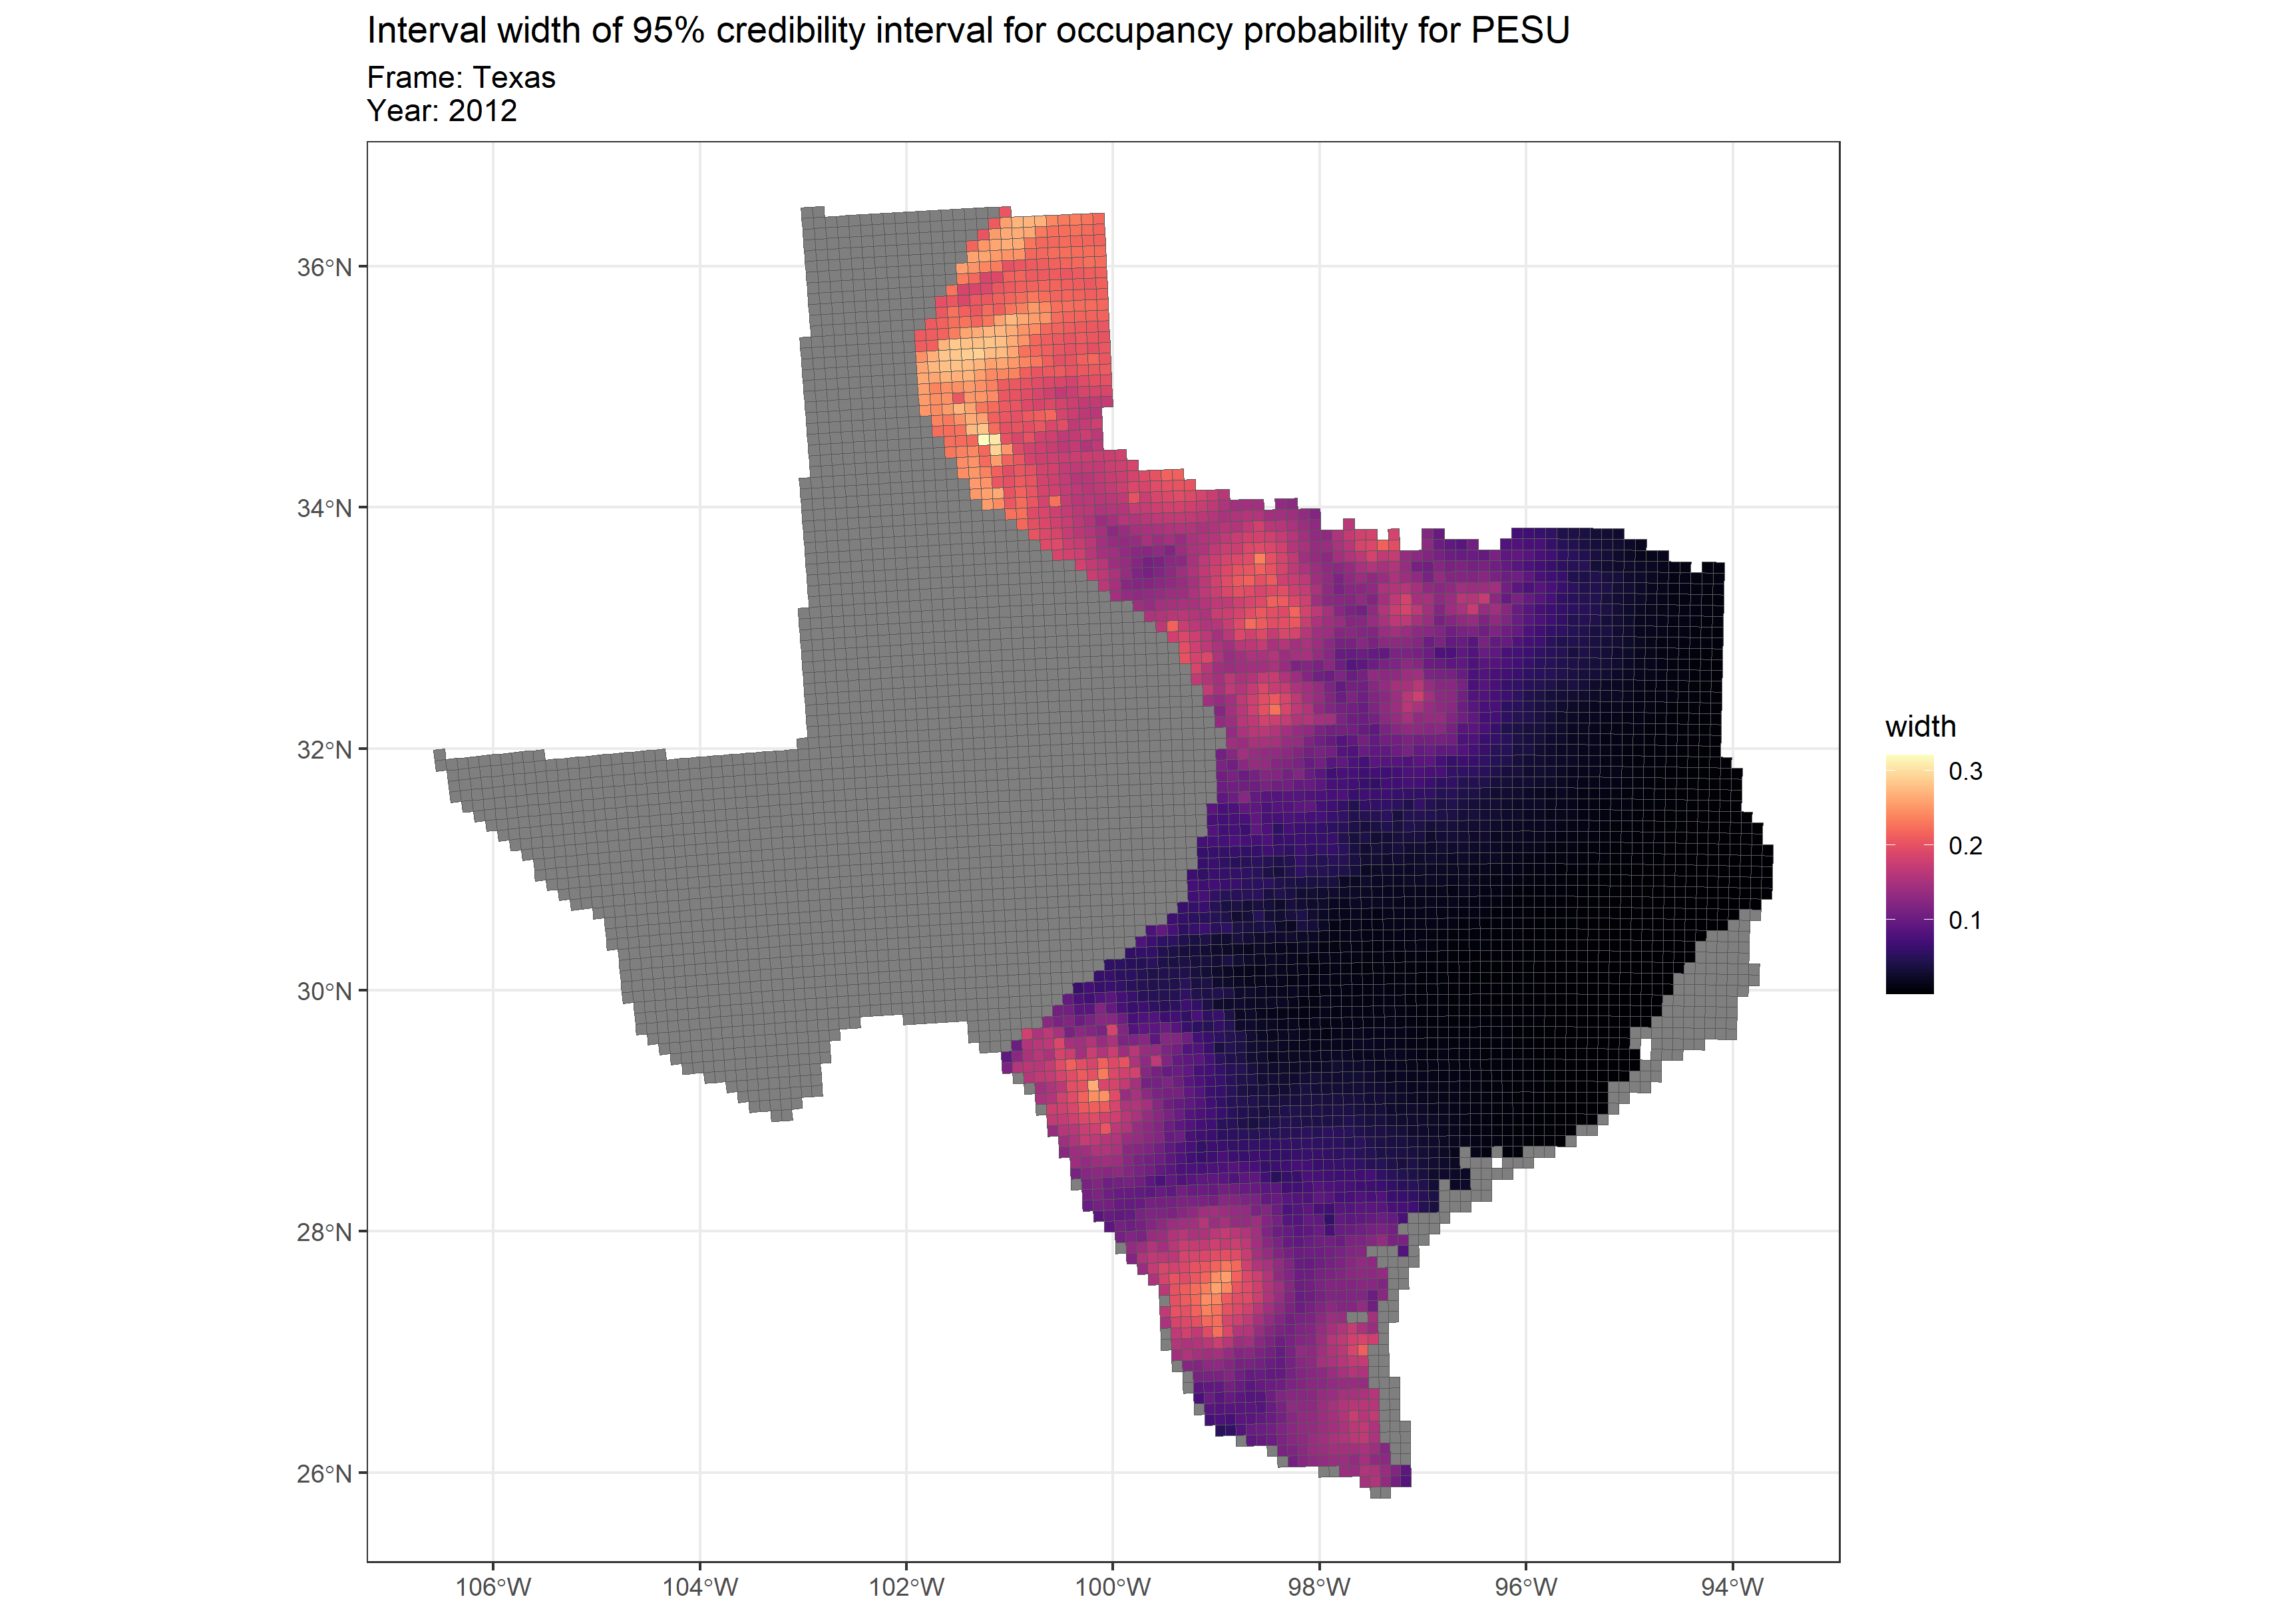 Interval width of 95% credibility interval for occupancy probability for PESU
Frame: Texas
Year: 2012
36°N
34°N
32°N
30°N
28°N
26°N
106°W
104°W
102°W
100°W
98°W
96°W
94°W
width
0.3
0.2
0.1